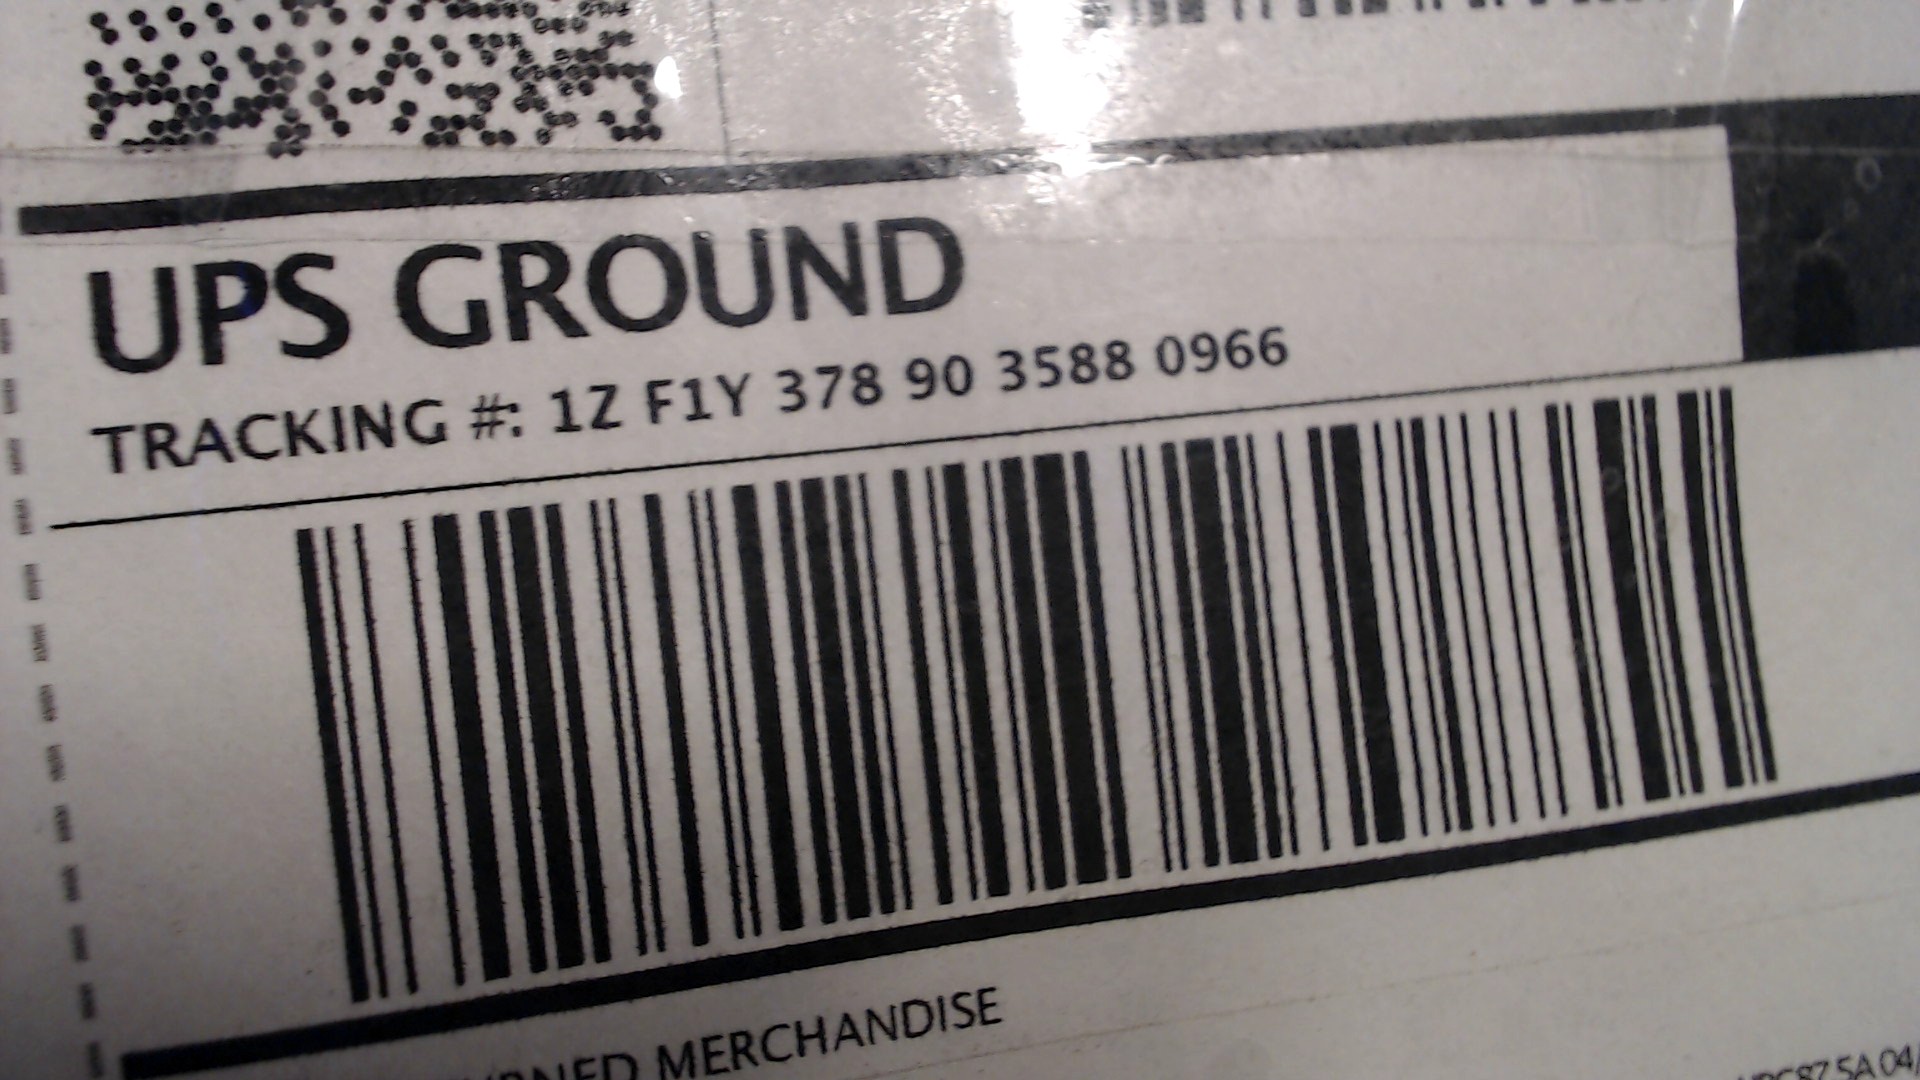 UPS GROUND
TRACKING #: 1Z F1Y 378 90 3588 0966
MERCHANDISE